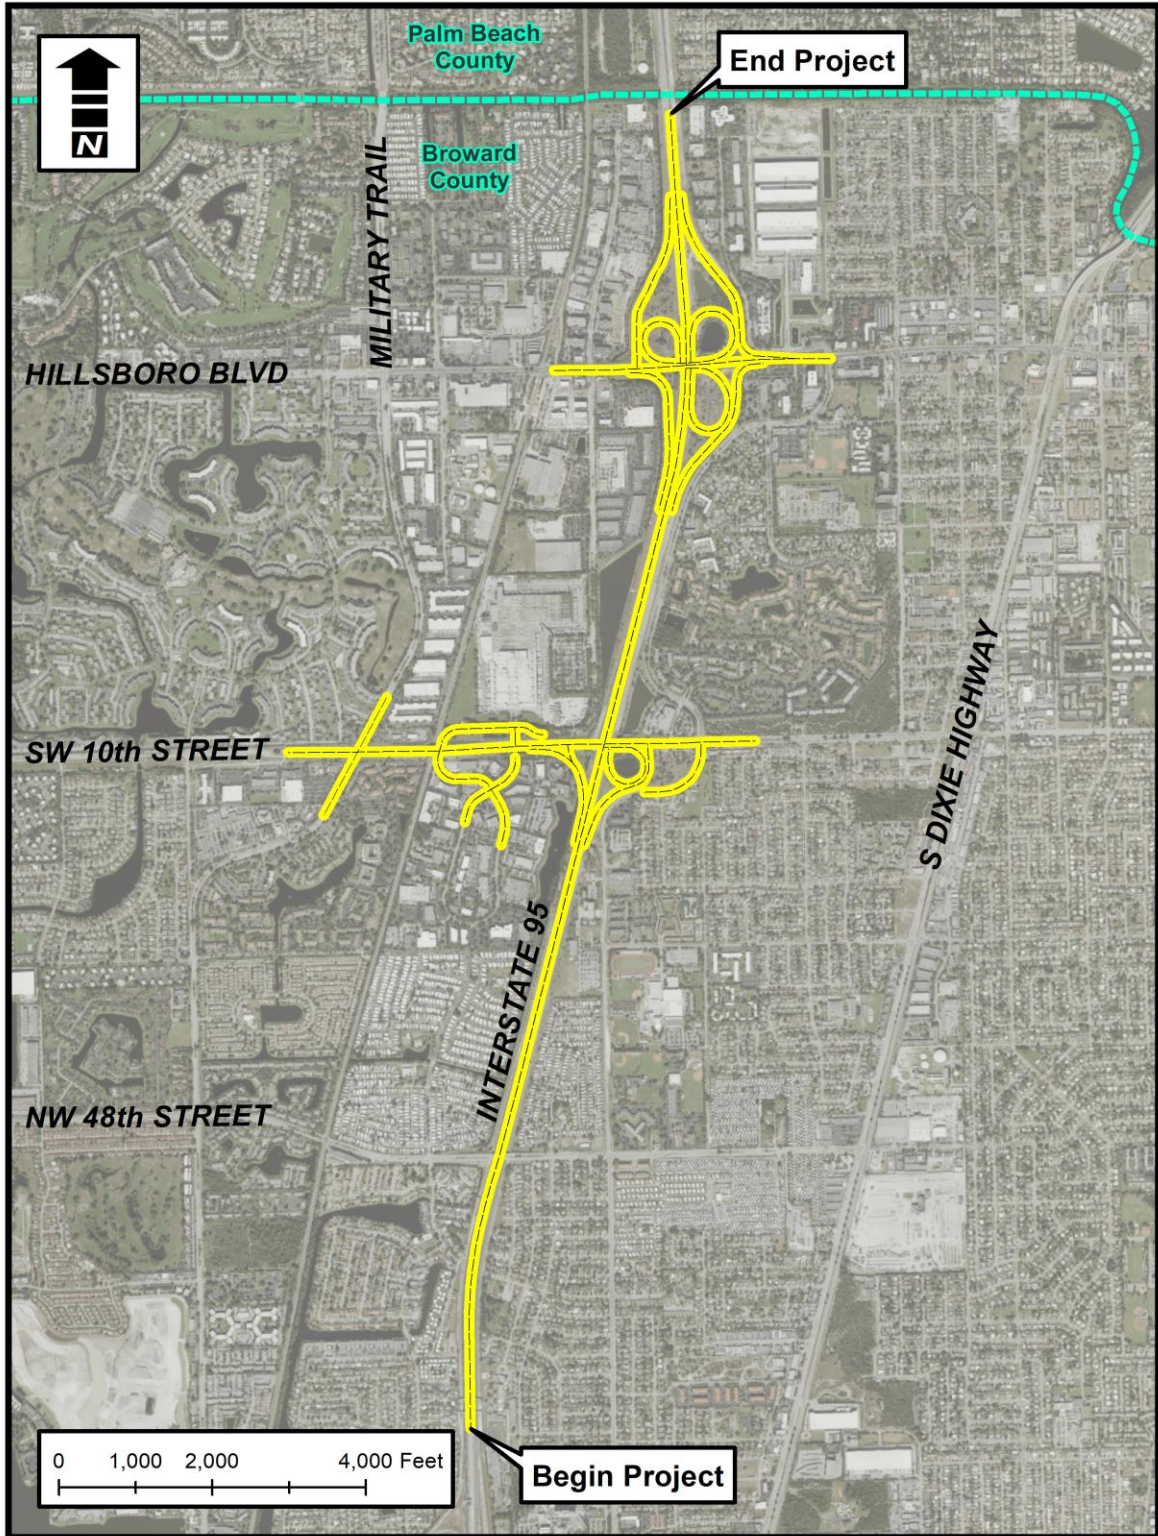 Palm Beach
County
End Project
N
Broward
County
MILITARY TRAIL
HILLSBORO BLVD
SW 10th STREET
S DIXIE HIGHWAY
INTERSTATE 95
NW 48th STREET
0 1,000 2,000 4,000 Feet
Begin Project